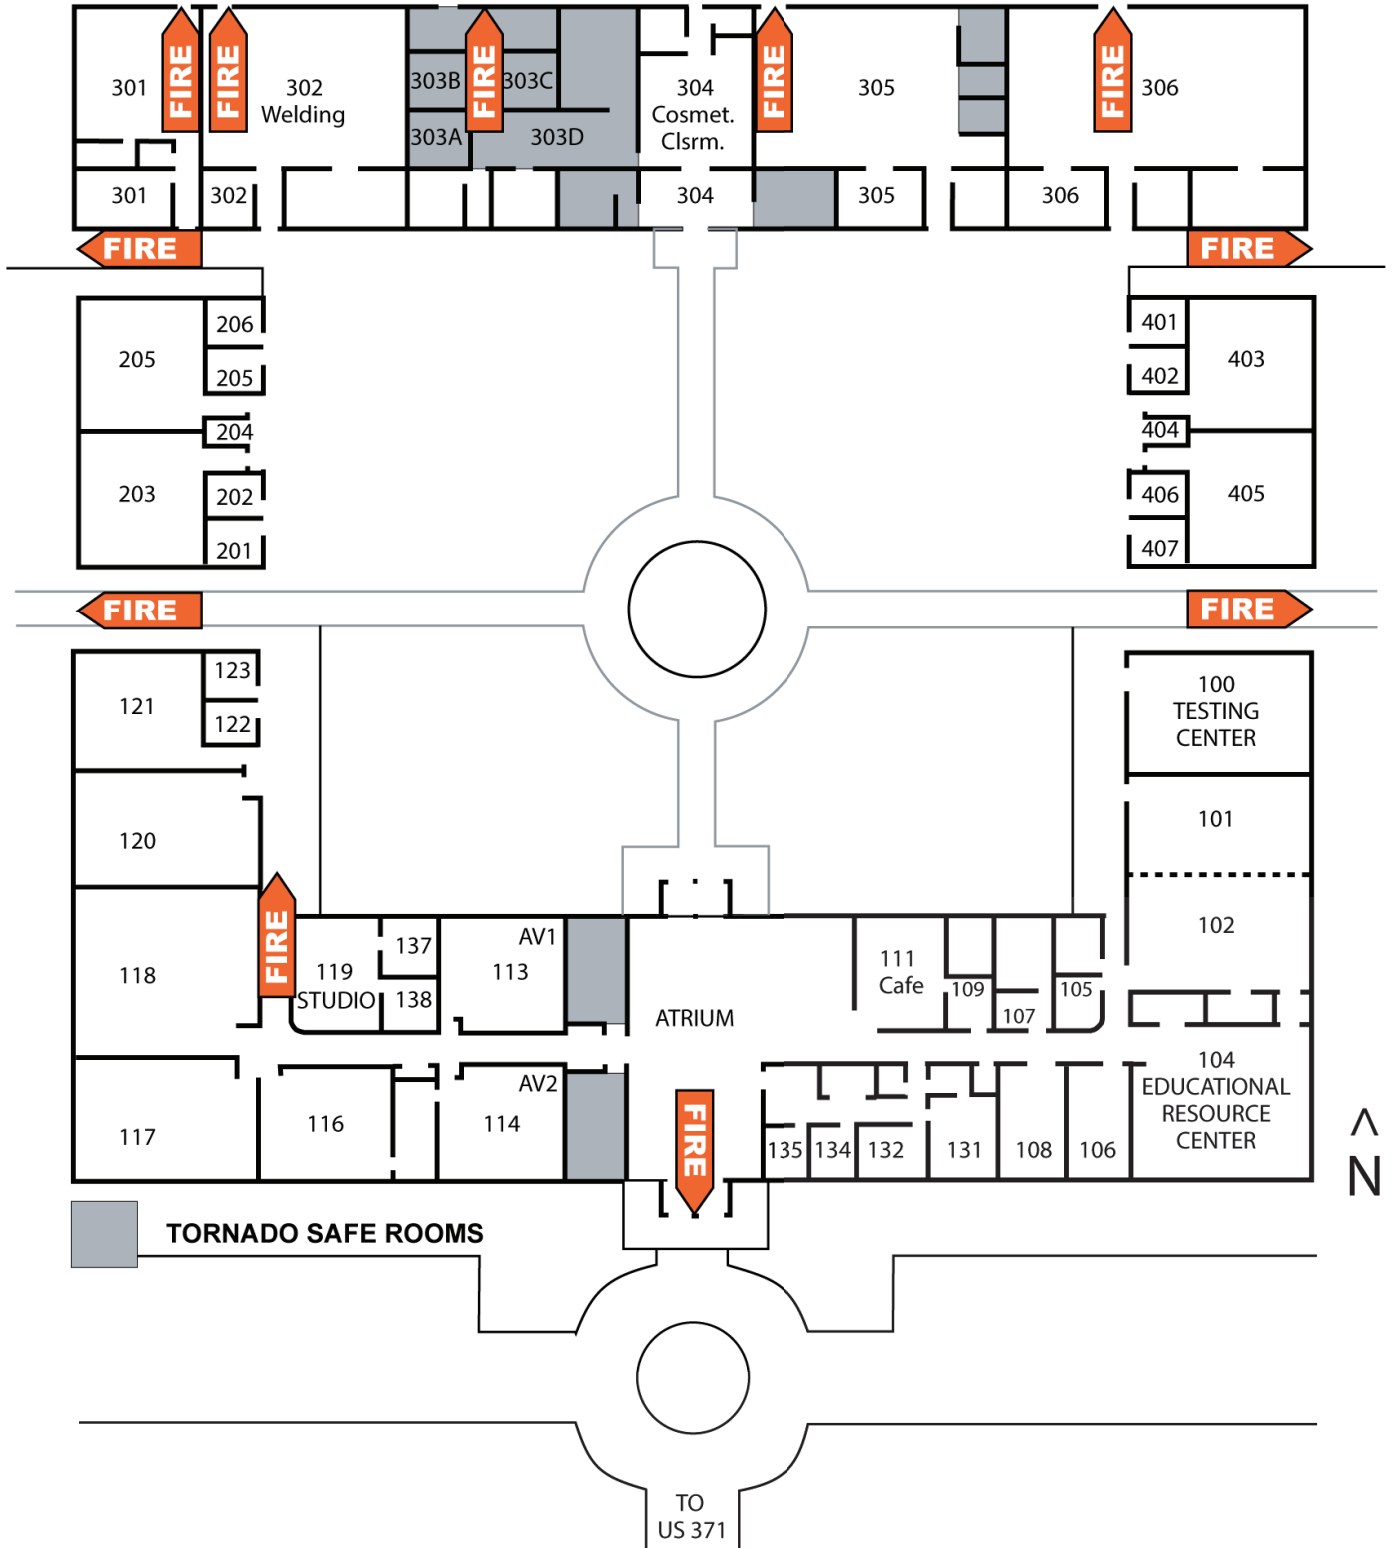 FIRE
FIRE
FIRE
FIRE
FIRE
301
302
Welding
303B
303C
303A
303D
304
Cosmet.
Clsrm.
305
306
301
302
304
305
306
FIRE
FIRE
206
205
205
204
203
202
201
401
403
402
404
406
405
407
FIRE
FIRE
123
121
122
120
118
117
100
TESTING
CENTER
101
102
FIRE
119
STUDIO
137
138
AV1
113
ATRIUM
111
Cafe
109
107
105
104
EDUCATIONAL
RESOURCE
CENTER
116
AV2
114
FIRE
135
134
132
131
108
106
N
TORNADO SAFE ROOMS
TO
US 371